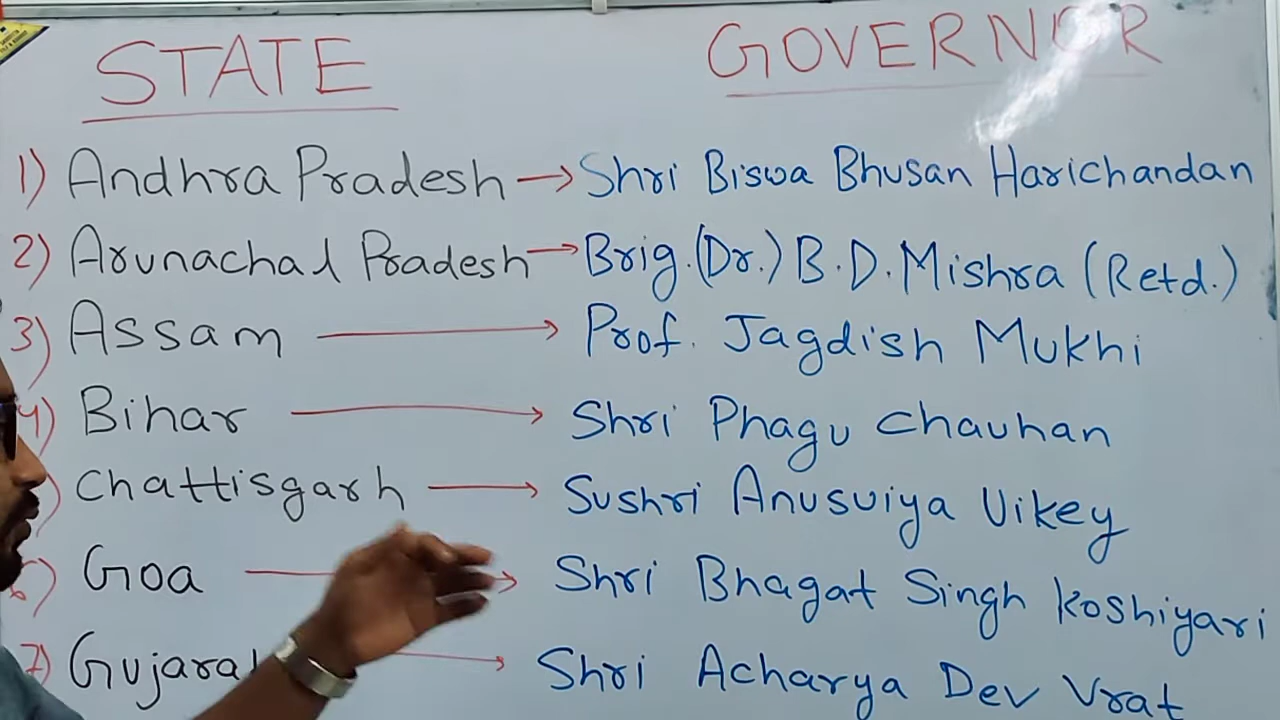 STATE GOVERNOR
1) Andhra Pradesh → Shri Biswa Bhusan Harichandan
2) Arunachal Pradesh → Brig. (Dr.) B.D. Mishra (Retd.)
3) Assam → Prof. Jagdish Mukhi
4) Bihar → Shri Phagu Chauhan
) Chattisgarh → Sushri Anusuiya Uikey
6) Goa → Shri Bhagat Singh Koshiyari
7) Gujarat → Shri Acharya Dev Vrat